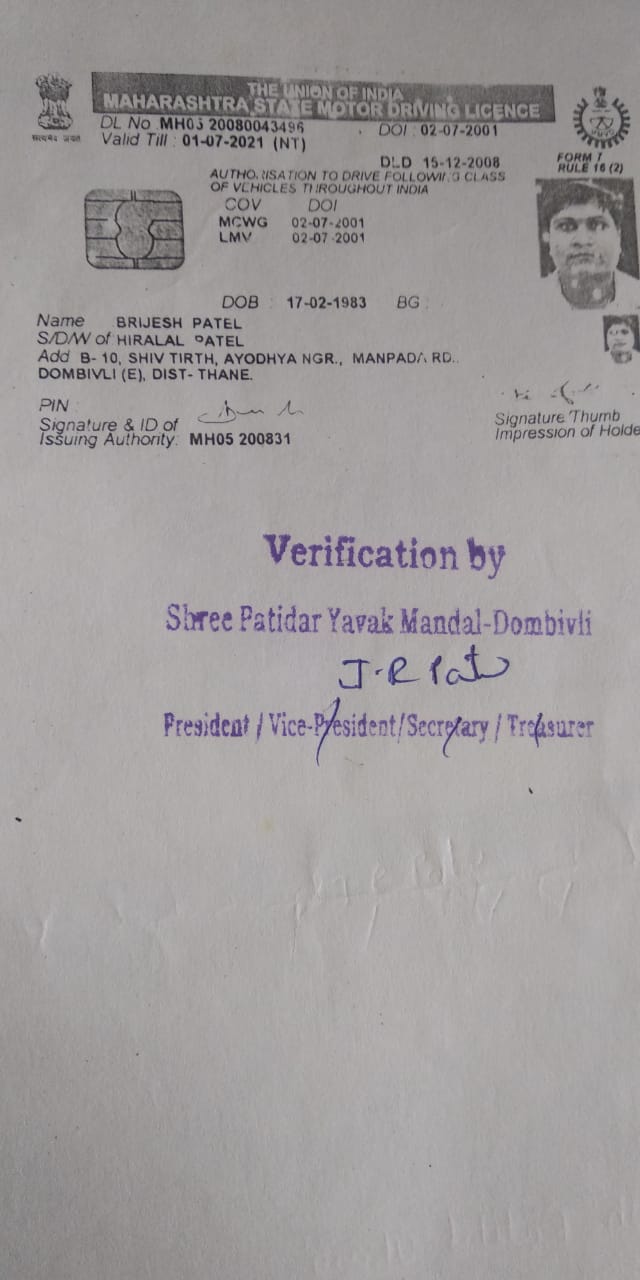 THE UNION OF INDIA
MAHARASHTRA STATE MOTOR DRIVING LICENCE
सत्यमेव जयते
DL No MH05 20080043496 DOI : 02-07-2001
Valid Till : 01-07-2021 (NT)
DLD 15-12-2008
FORM 7
RULE 16 (2)
AUTHORISATION TO DRIVE FOLLOWING CLASS
OF VEHICLES THROUGHOUT INDIA
COV DOI
MCWG 02-07-2001
LMV 02-07-2001
DOB : 17-02-1983 BG :
Name BRIJESH PATEL
S/D/W of HIRALAL PATEL
Add B- 10, SHIV TIRTH, AYODHYA NGR., MANPADA RD..
DOMBIVLI (E), DIST- THANE.
PIN :
Signature & ID of
Issuing Authority: MH05 200831
Signature/Thumb
Impression of Holde
Verification by
Shree Patidar Yavak Mandal-Dombivli
J. R Patel
President / Vice-President/Secretary / Treasurer